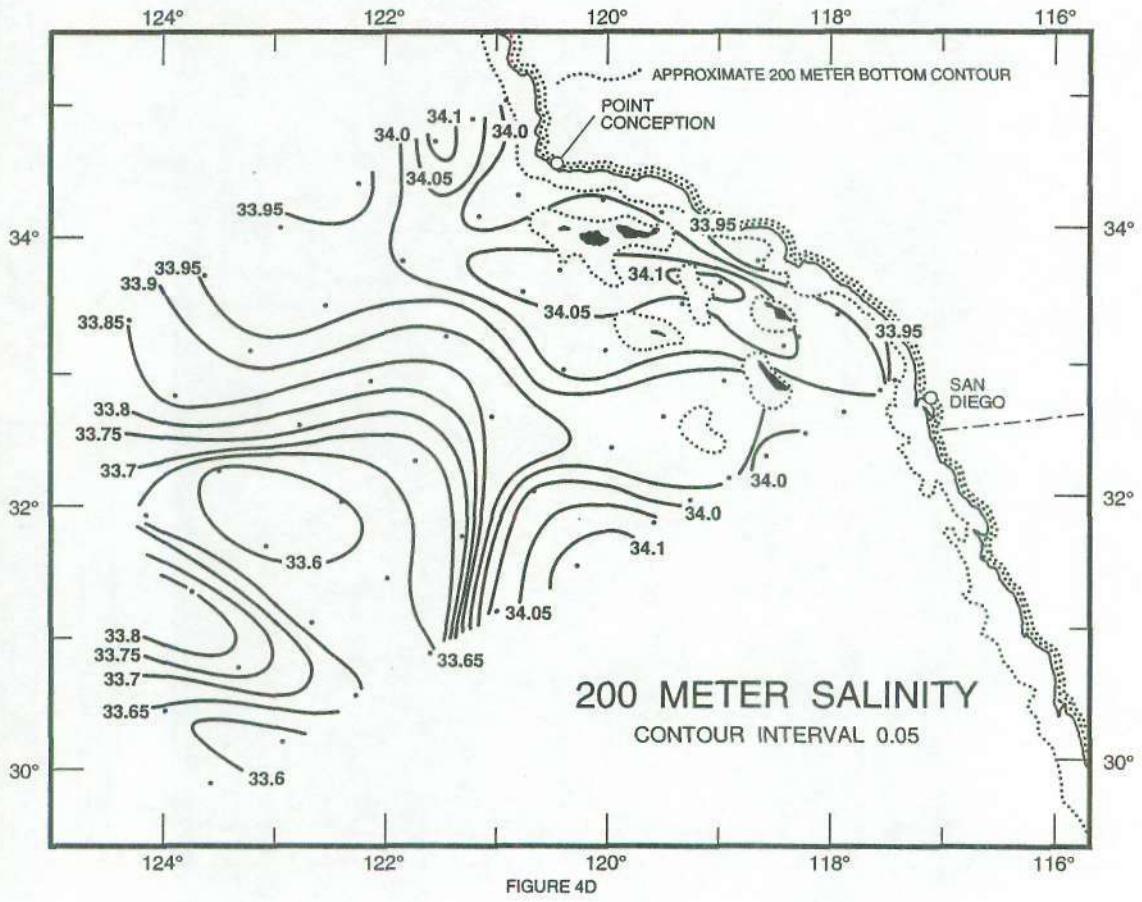 124° 122° 120° 118° 116°
APPROXIMATE 200 METER BOTTOM CONTOUR
POINT
CONCEPTION
34.0 34.1 34.0
34.05
33.95
33.95
34° 34°
33.95
33.9
34.1
34.05
33.85
33.95
SAN
DIEGO
33.8
33.75
33.7
34.0
32° 32°
34.0
34.1
33.6
34.05
33.8
33.75
33.65
33.7
200 METER SALINITY
33.65
CONTOUR INTERVAL 0.05
30° 30°
33.6
124° 122° 120° 118° 116°
FIGURE 4D